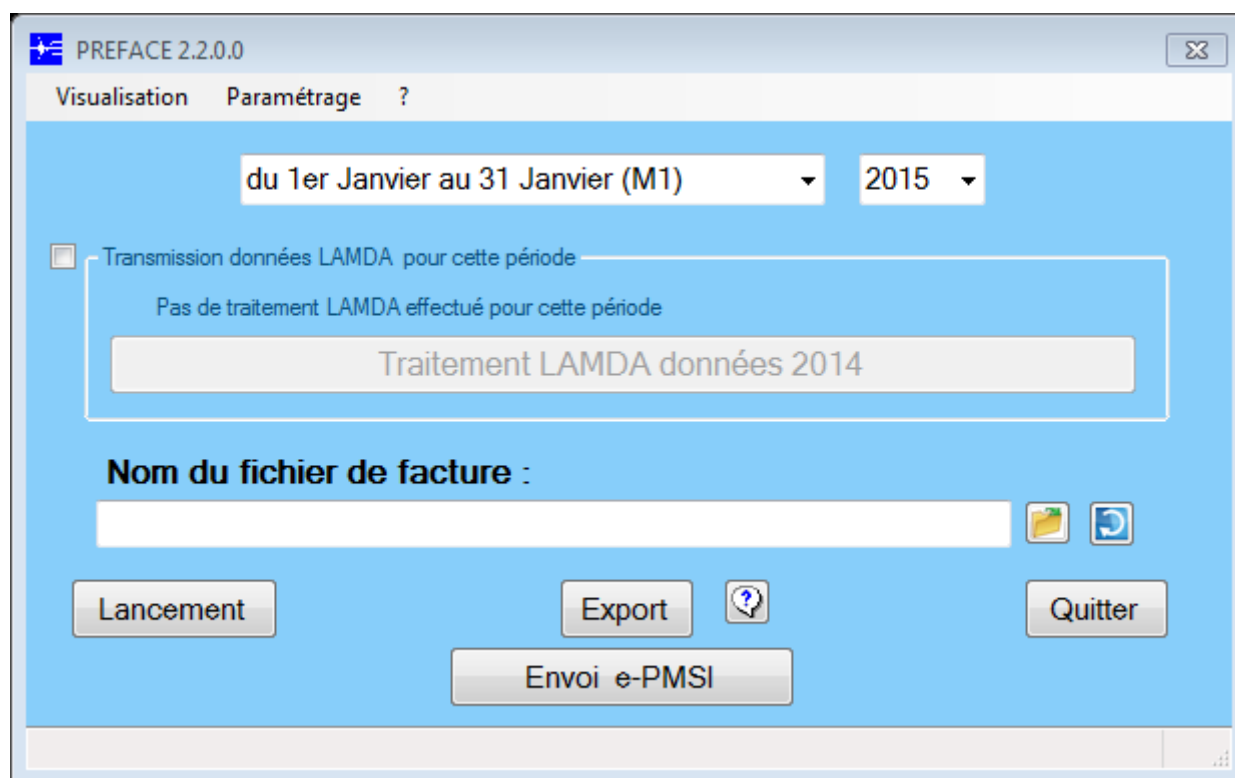 PREFACE 2.2.0.0
Visualisation Paramétrage ?
du 1er Janvier au 31 Janvier (M1) 2015
Transmission données LAMDA pour cette période
Pas de traitement LAMDA effectué pour cette période
Traitement LAMDA données 2014
Nom du fichier de facture :
Lancement Export ? Quitter
Envoi e-PMSI